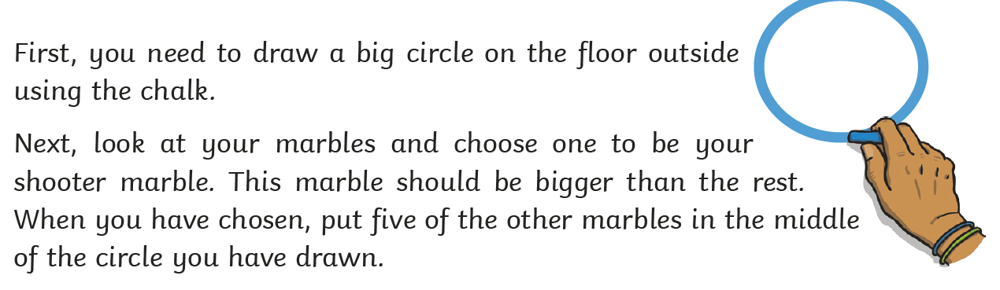 First, you need to draw a big circle on the floor outside
using the chalk.
Next, look at your marbles and choose one to be your
shooter marble. This marble should be bigger than the rest.
When you have chosen, put five of the other marbles in the middle
of the circle you have drawn.